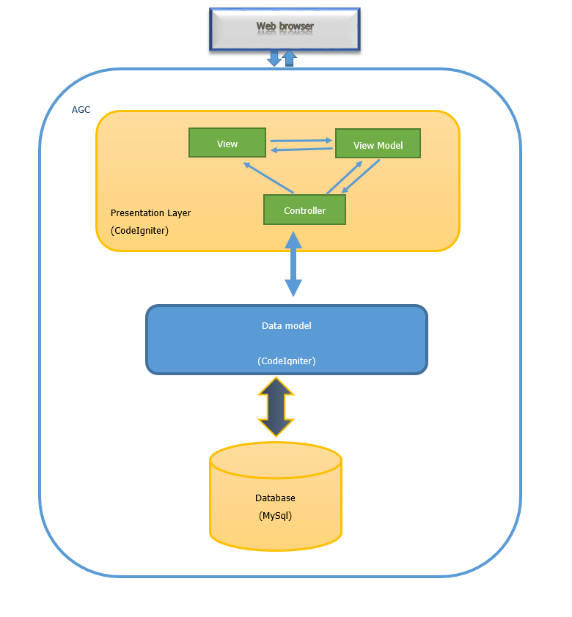 Web browser
AGC
View
View Model
Controller
Presentation Layer
(CodeIgniter)
Data model
(CodeIgniter)
Database
(MySql)